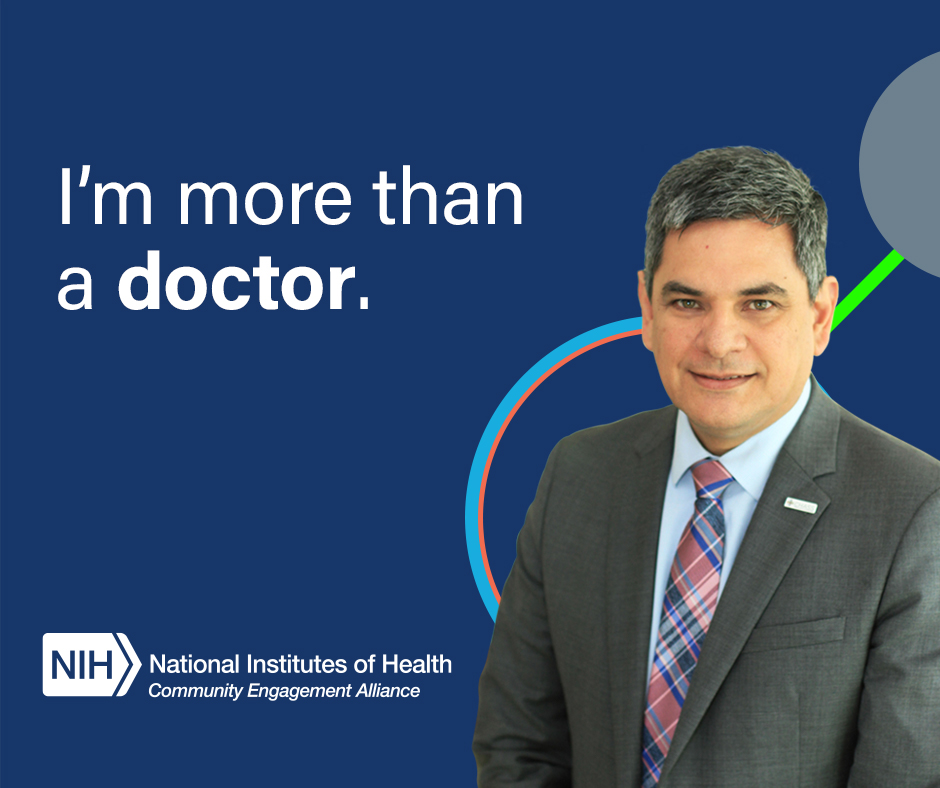 I’m more than
a doctor.
NIH
National Institutes of Health
Community Engagement Alliance